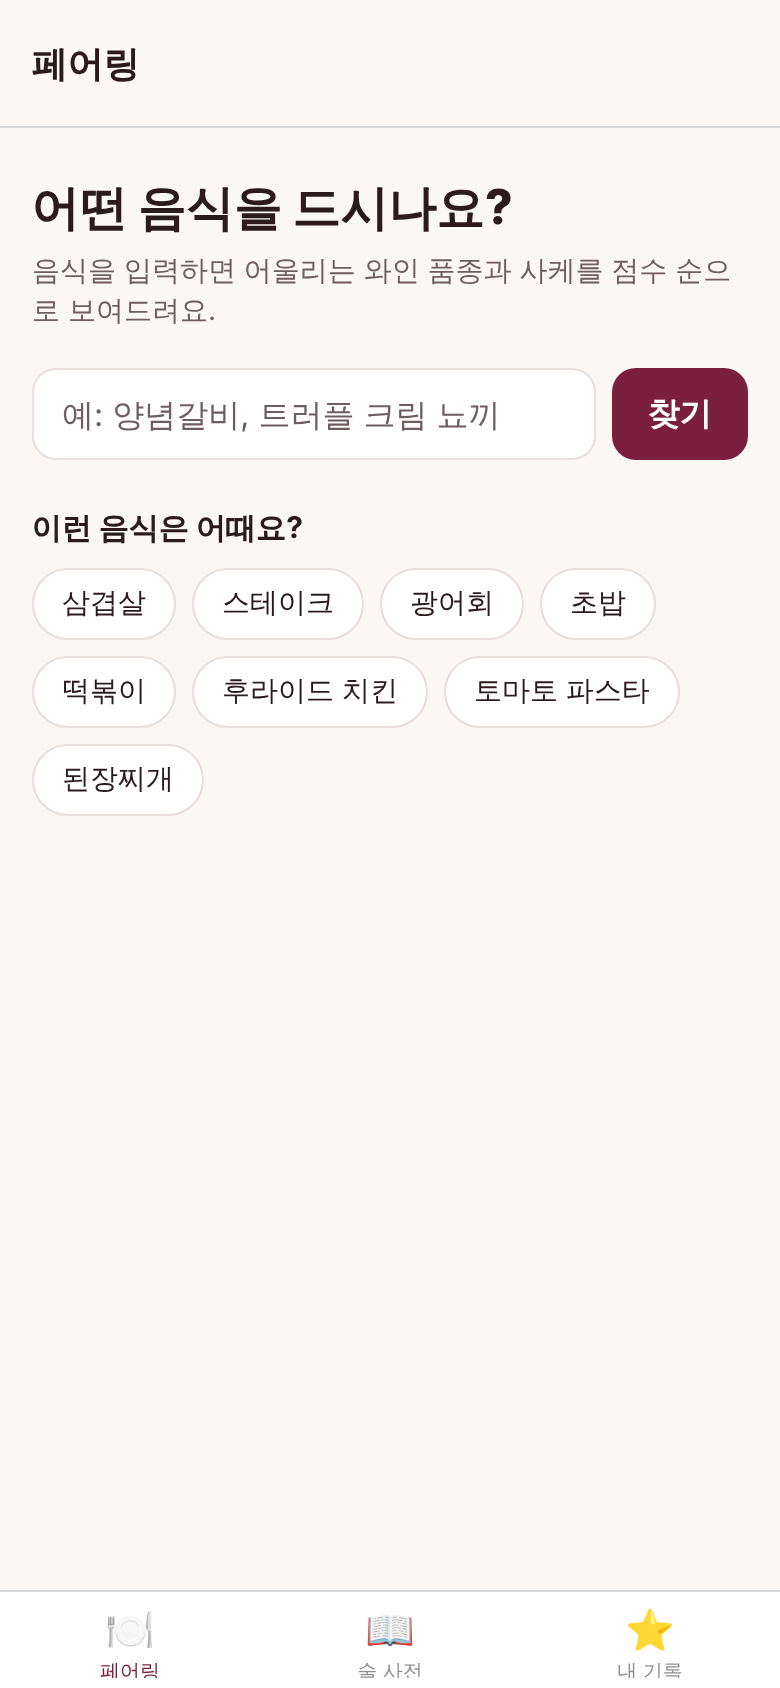 페어링
어떤 음식을 드시나요?
음식을 입력하면 어울리는 와인 품종과 사케를 점수 순으
로 보여드려요.
예: 양념갈비, 트러플 크림 뇨끼
찾기
이런 음식은 어때요?
삼겹살
스테이크
광어회
초밥
떡볶이
후라이드 치킨
토마토 파스타
된장찌개
페어링
술 사전
내 기록